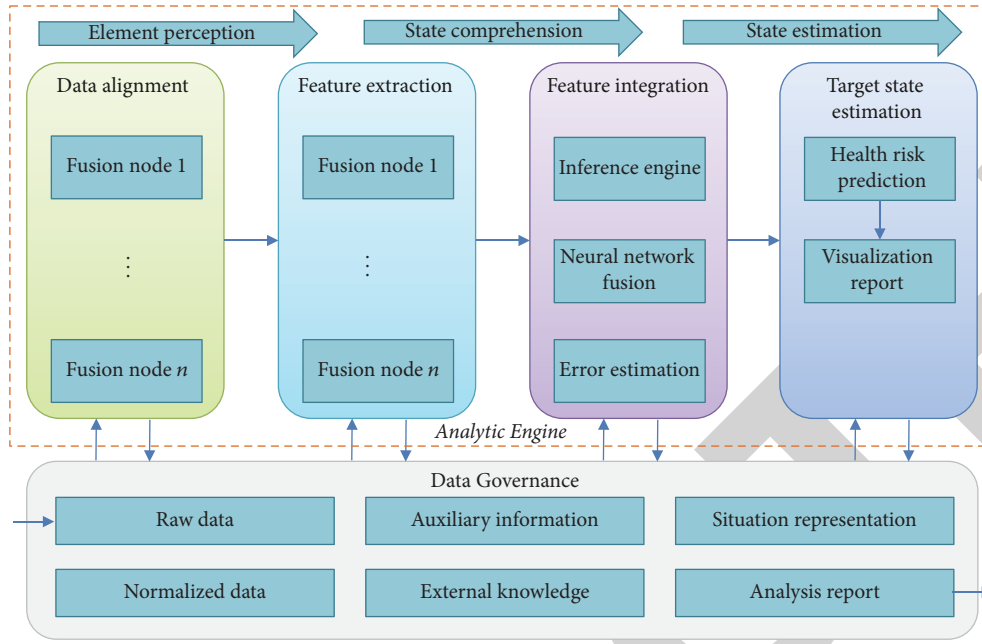 Element perception
State comprehension
State estimation
Data alignment
Fusion node 1
⋮
Fusion node n
Feature extraction
Fusion node 1
⋮
Fusion node n
Feature integration
Inference engine
Neural network
fusion
Error estimation
Target state
estimation
Health risk
prediction
Visualization
report
Analytic Engine
Data Governance
Raw data
Auxiliary information
Situation representation
Normalized data
External knowledge
Analysis report